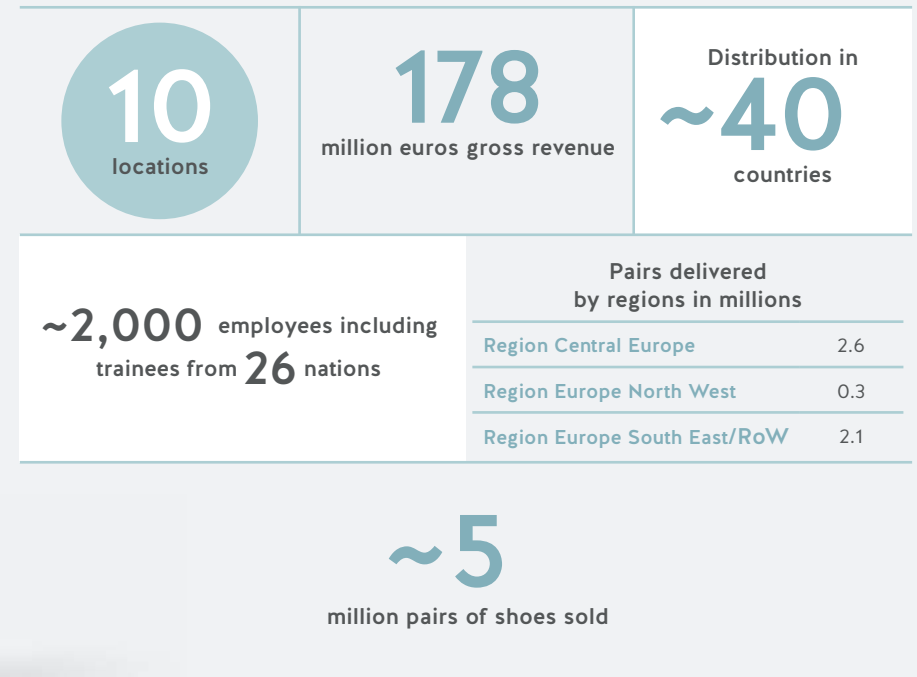 10
locations
178
million euros gross revenue
Distribution in
~40
countries
~2,000 employees including
trainees from 26 nations
Pairs delivered
by regions in millions
Region Central Europe 2.6
Region Europe North West 0.3
Region Europe South East/RoW 2.1
~5
million pairs of shoes sold